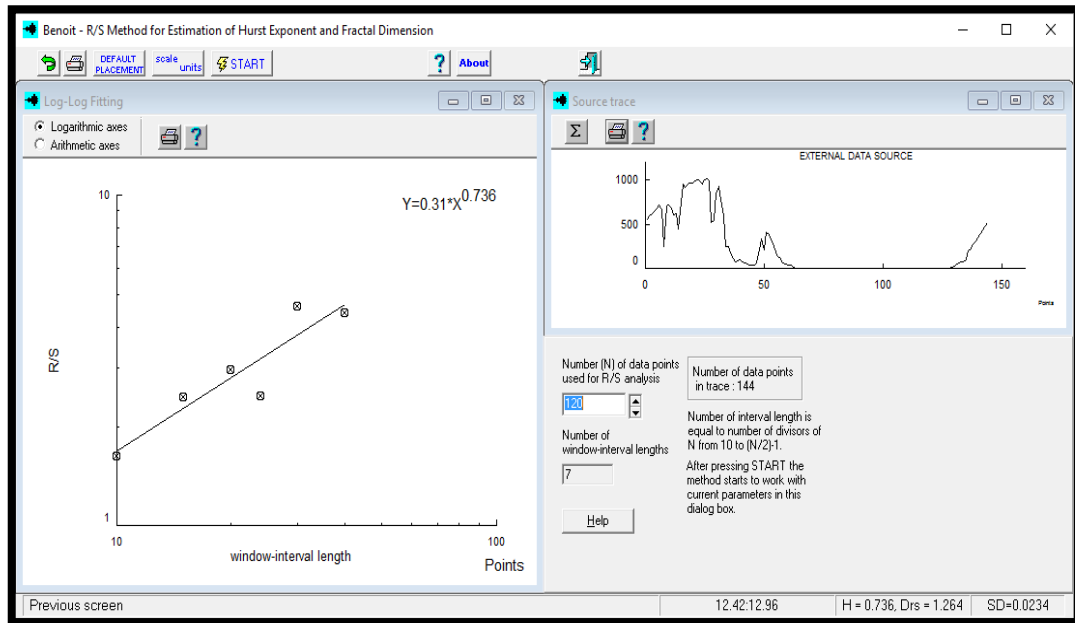 Benoit - R/S Method for Estimation of Hurst Exponent and Fractal Dimension
DEFAULT
PLACEMENT
scale
units
START
?
About
Log-Log Fitting
Logarithmic axes
Arithmetic axes
?
Y=0.31*X0.736
10
R/S
1
10
100
window-interval length
Points
Source trace
Σ
?
EXTERNAL DATA SOURCE
1000
500
0
0
50
100
150
Points
Number (N) of data points
used for R/S analysis
120
Number of
window-interval lengths
7
Help
Number of data points
in trace : 144
Number of interval length is
equal to number of divisors of
N from 10 to (N/2)-1.
After pressing START the
method starts to work with
current parameters in this
dialog box.
Previous screen
12.42:12.96
H = 0.736, Drs = 1.264
SD=0.0234